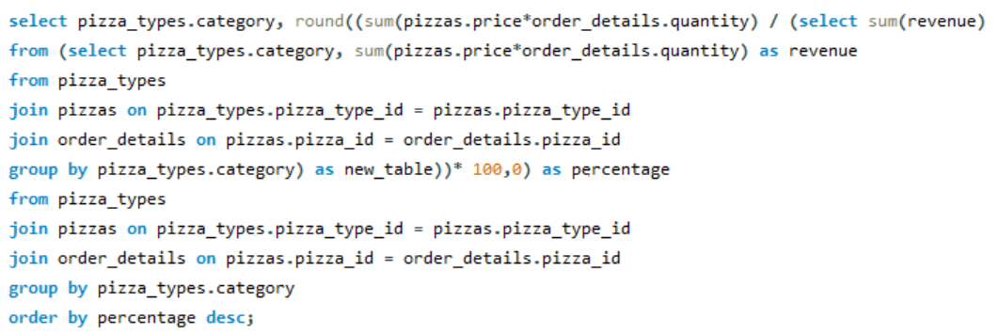 select pizza_types.category, round((sum(pizzas.price*order_details.quantity) / (select sum(revenue)
from (select pizza_types.category, sum(pizzas.price*order_details.quantity) as revenue
from pizza_types
join pizzas on pizza_types.pizza_type_id = pizzas.pizza_type_id
join order_details on pizzas.pizza_id = order_details.pizza_id
group by pizza_types.category) as new_table))* 100,0) as percentage
from pizza_types
join pizzas on pizza_types.pizza_type_id = pizzas.pizza_type_id
join order_details on pizzas.pizza_id = order_details.pizza_id
group by pizza_types.category
order by percentage desc;